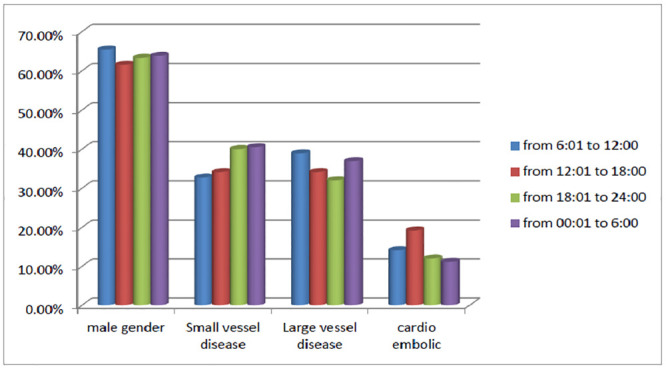 70.00%
60.00%
50.00%
40.00%
30.00%
20.00%
10.00%
0.00%
male gender
Small vessel
disease
Large vessel
disease
cardio
embolic
from 6:01 to 12:00
from 12:01 to 18:00
from 18:01 to 24:00
from 00:01 to 6:00